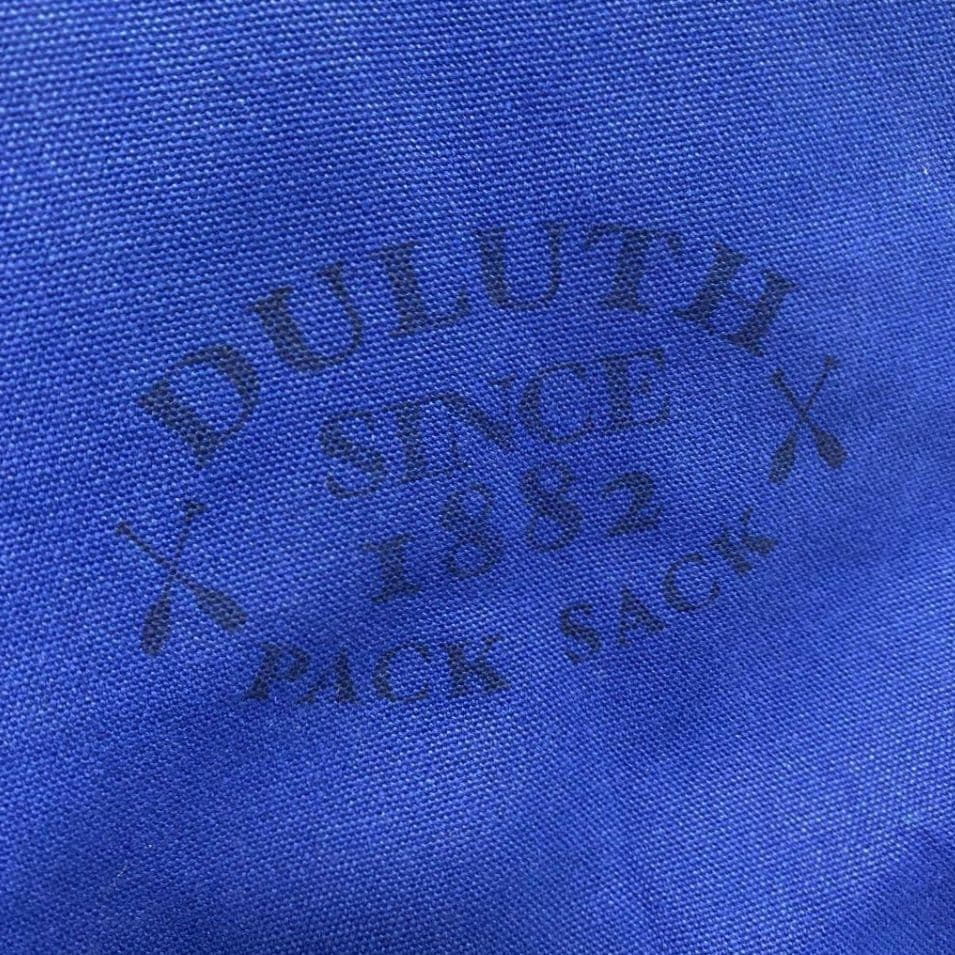 DULUTH
SINCE
1882
PACK SACK